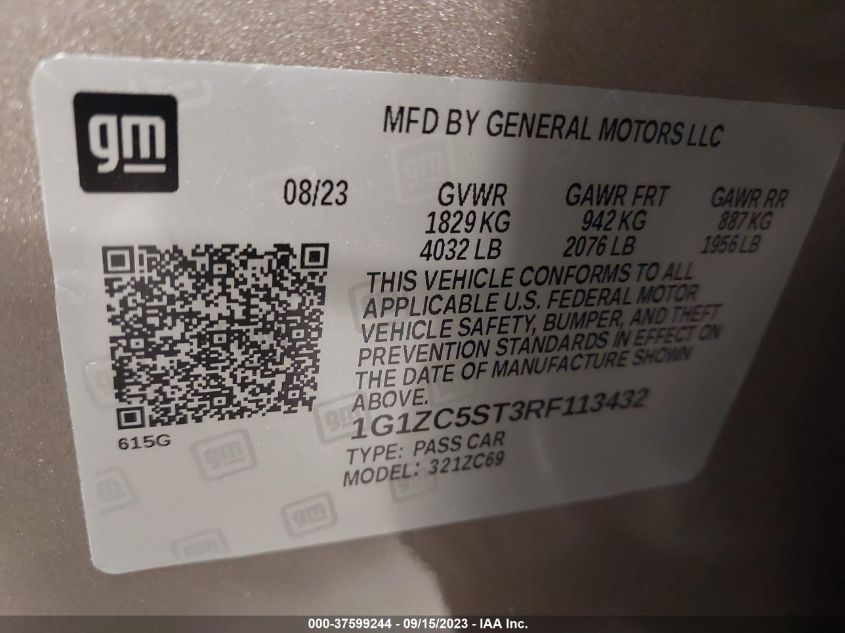 gm
MFD BY GENERAL MOTORS LLC
08/23 GVWR GAWR FRT GAWR RR
1829 KG 942 KG 887 KG
4032 LB 2076 LB 1956 LB
THIS VEHICLE CONFORMS TO ALL
APPLICABLE U.S. FEDERAL MOTOR
VEHICLE SAFETY, BUMPER, AND THEFT
PREVENTION STANDARDS IN EFFECT ON
THE DATE OF MANUFACTURE SHOWN
ABOVE.
1G1ZC5ST3RF113432
615G
TYPE: PASS CAR
MODEL: 321ZC69
000-37599244 - 09/15/2023 - IAA Inc.